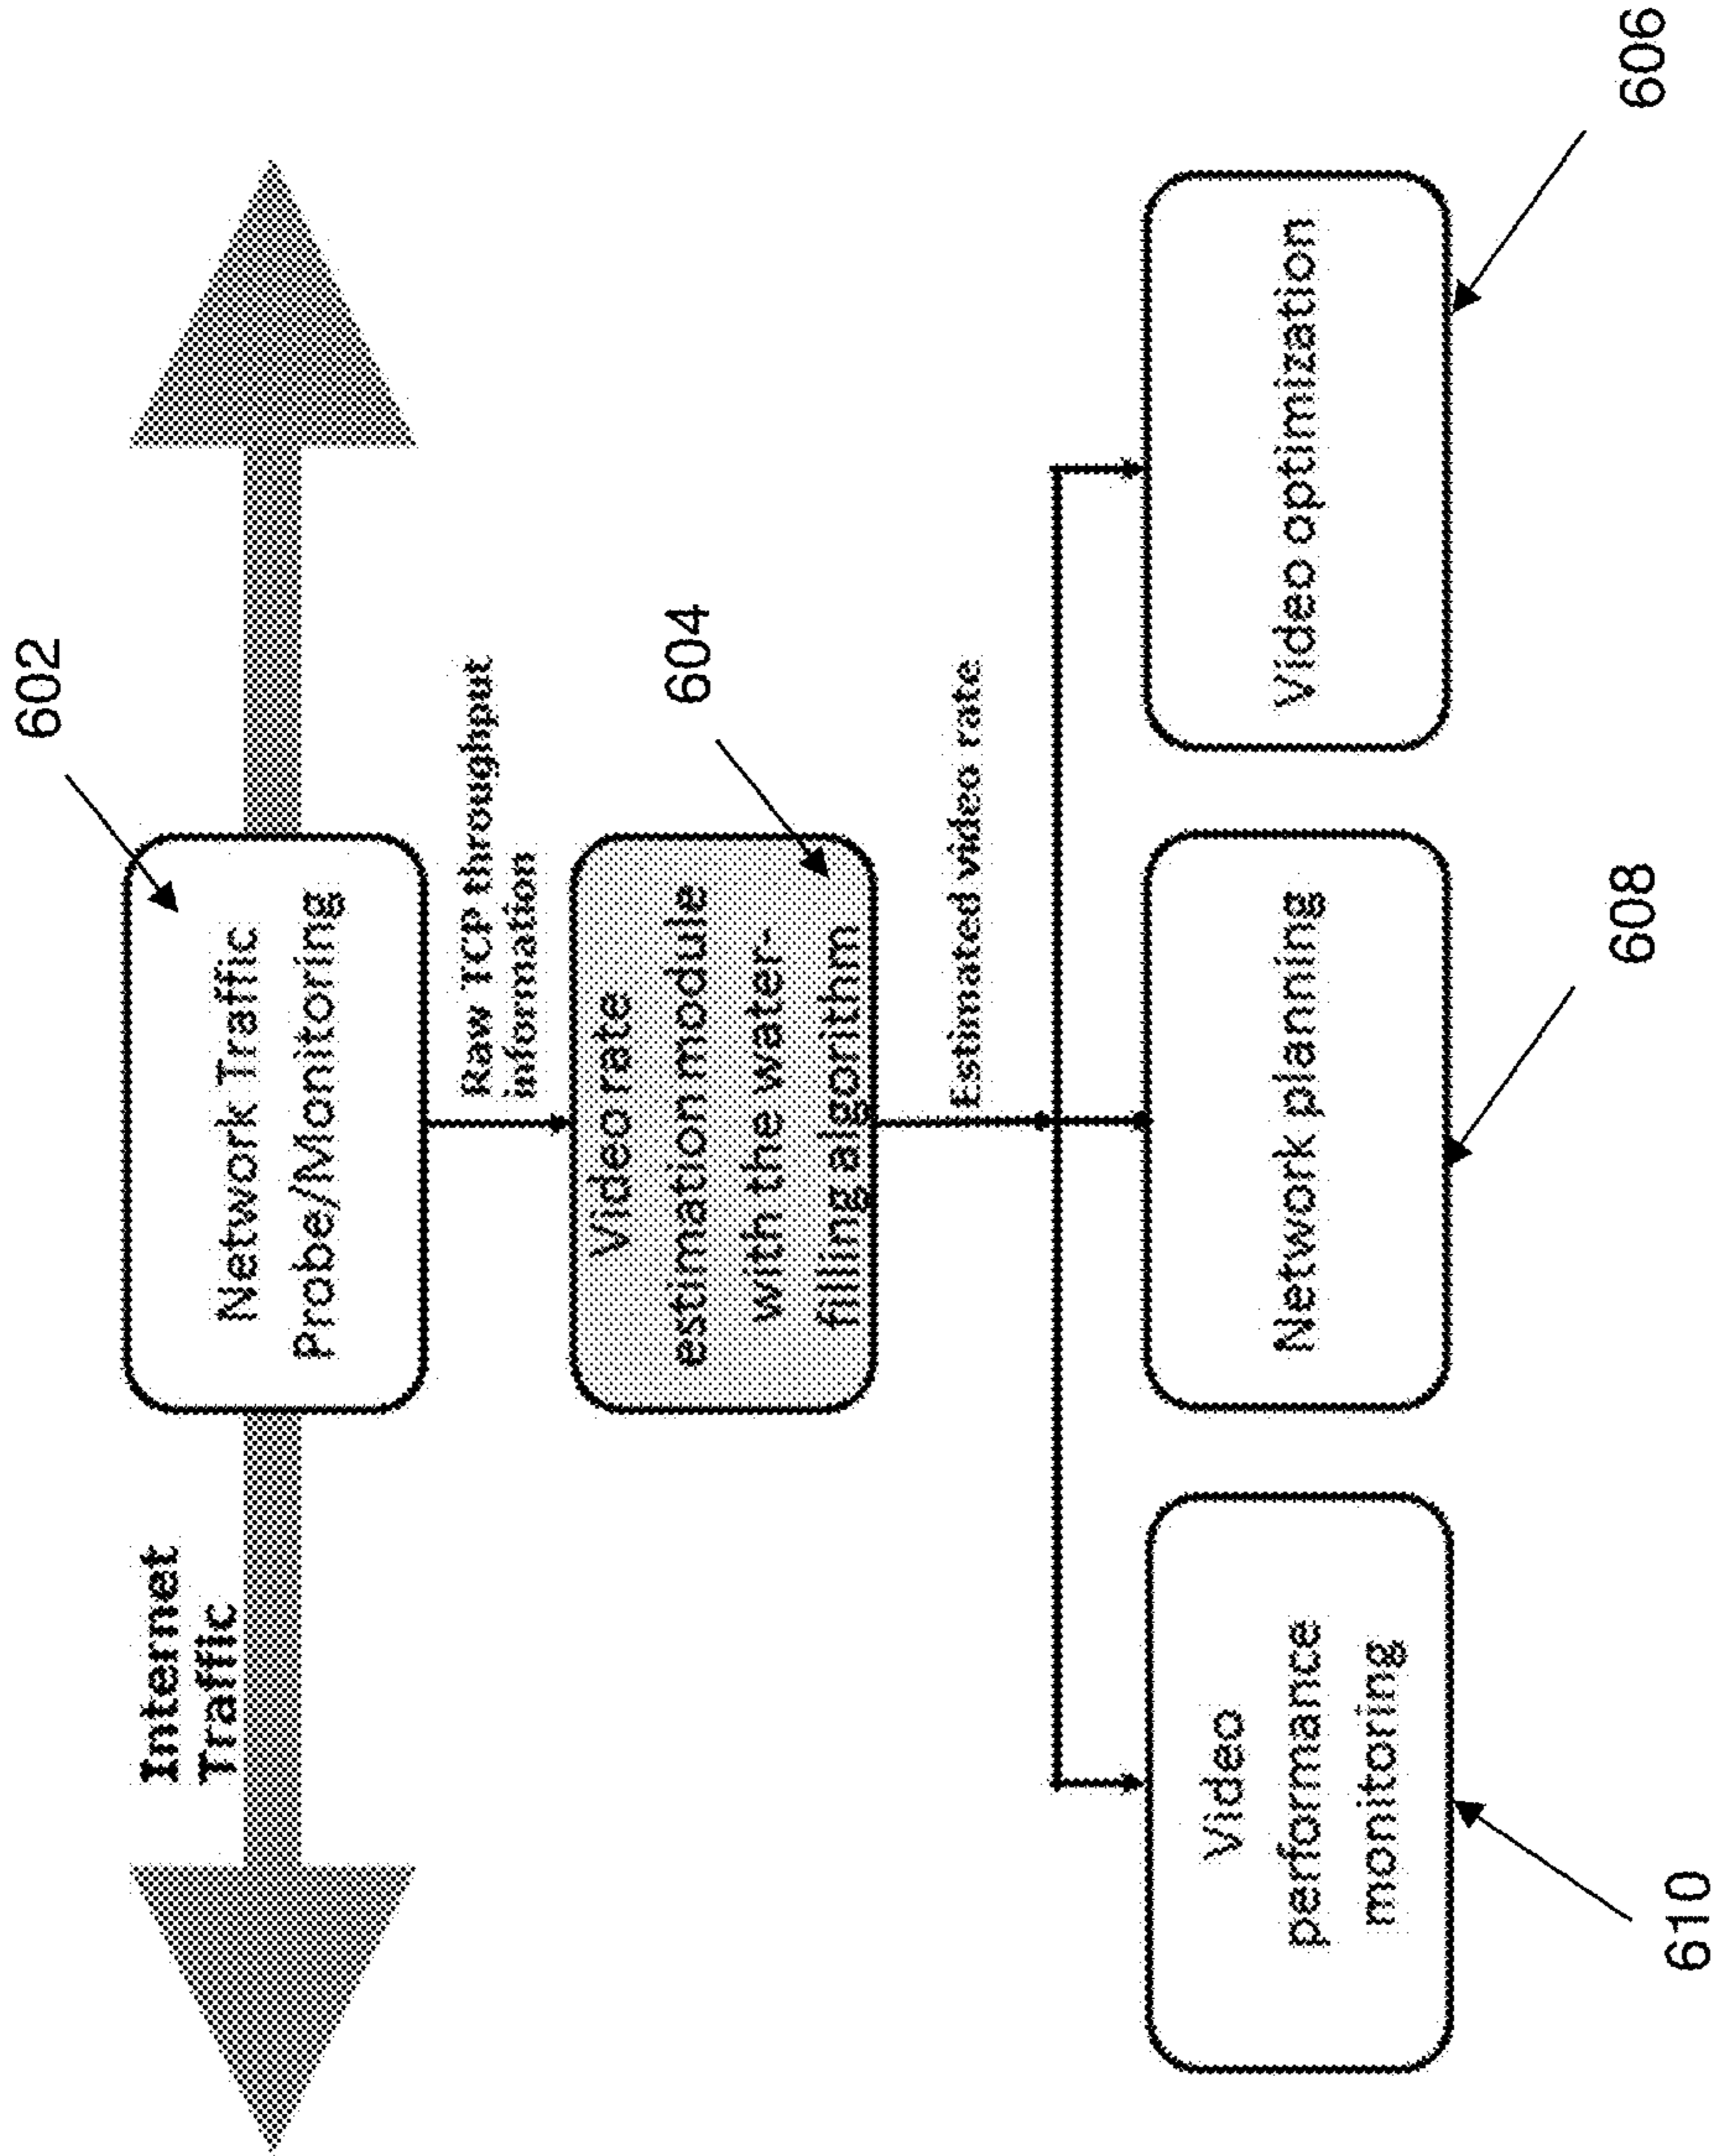 602
Internet
Traffic
Network Traffic
Probe/Monitoring
Raw TCP throughput
information
604
Video rate
estimation module
with the water-
filling algorithm
Estimated video rate
Video
performance
monitoring
Network planning
Video optimization
610
608
606